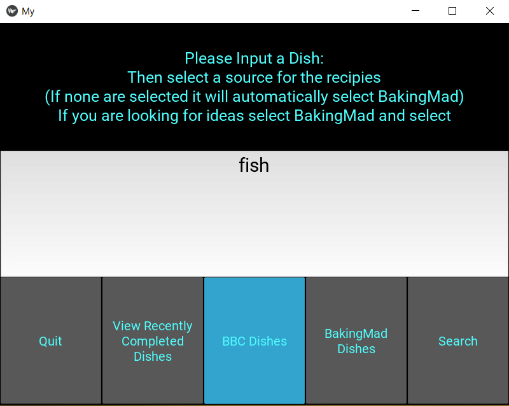 My
Please Input a Dish:
Then select a source for the recipies
(If none are selected it will automatically select BakingMad)
If you are looking for ideas select BakingMad and select
fish
Quit
View Recently
Completed
Dishes
BBC Dishes
BakingMad
Dishes
Search